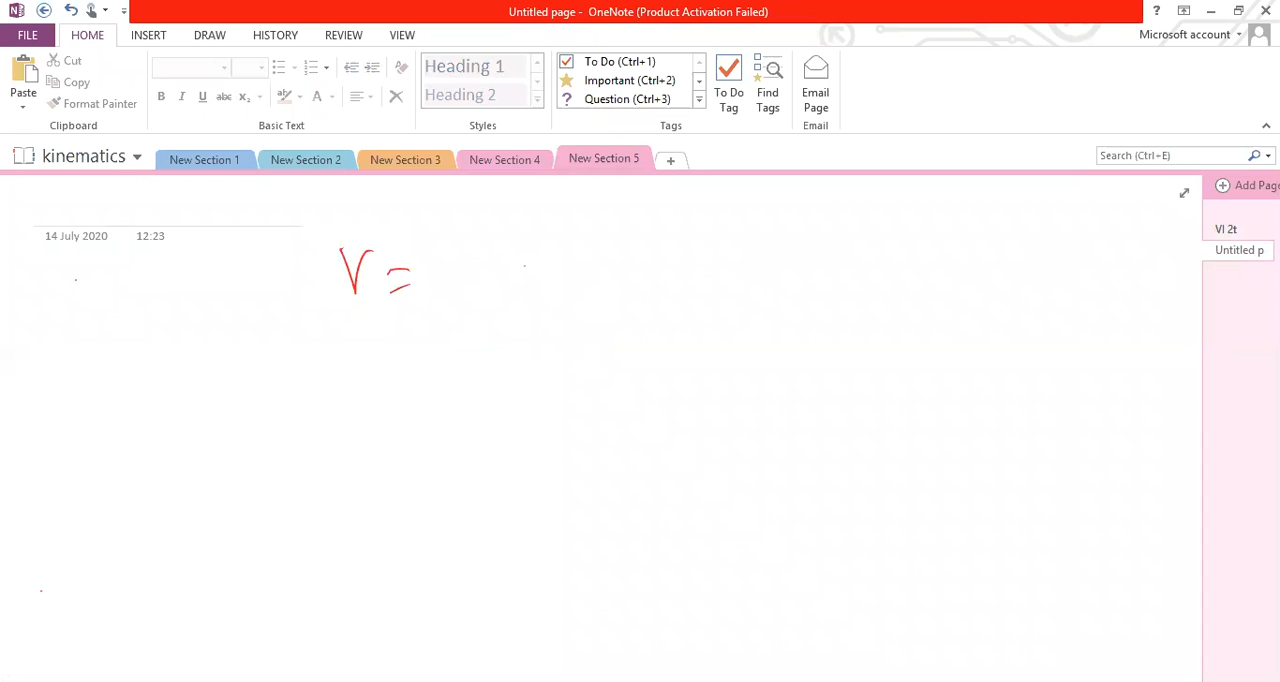 Untitled page - OneNote (Product Activation Failed)
?
FILE HOME INSERT DRAW HISTORY REVIEW VIEW
Microsoft account
Paste
Cut
Copy
Format Painter
Clipboard
B I U abc X₂ ab A
Basic Text
Heading 1
Heading 2
Styles
To Do (Ctrl+1)
Important (Ctrl+2)
? Question (Ctrl+3)
To Do Tag
Find Tags
Tags
Email Page
Email
kinematics
New Section 1 New Section 2 New Section 3 New Section 4 New Section 5 +
Search (Ctrl+E)
Add Page
VI 2t
Untitled p
14 July 2020 12:23
V =